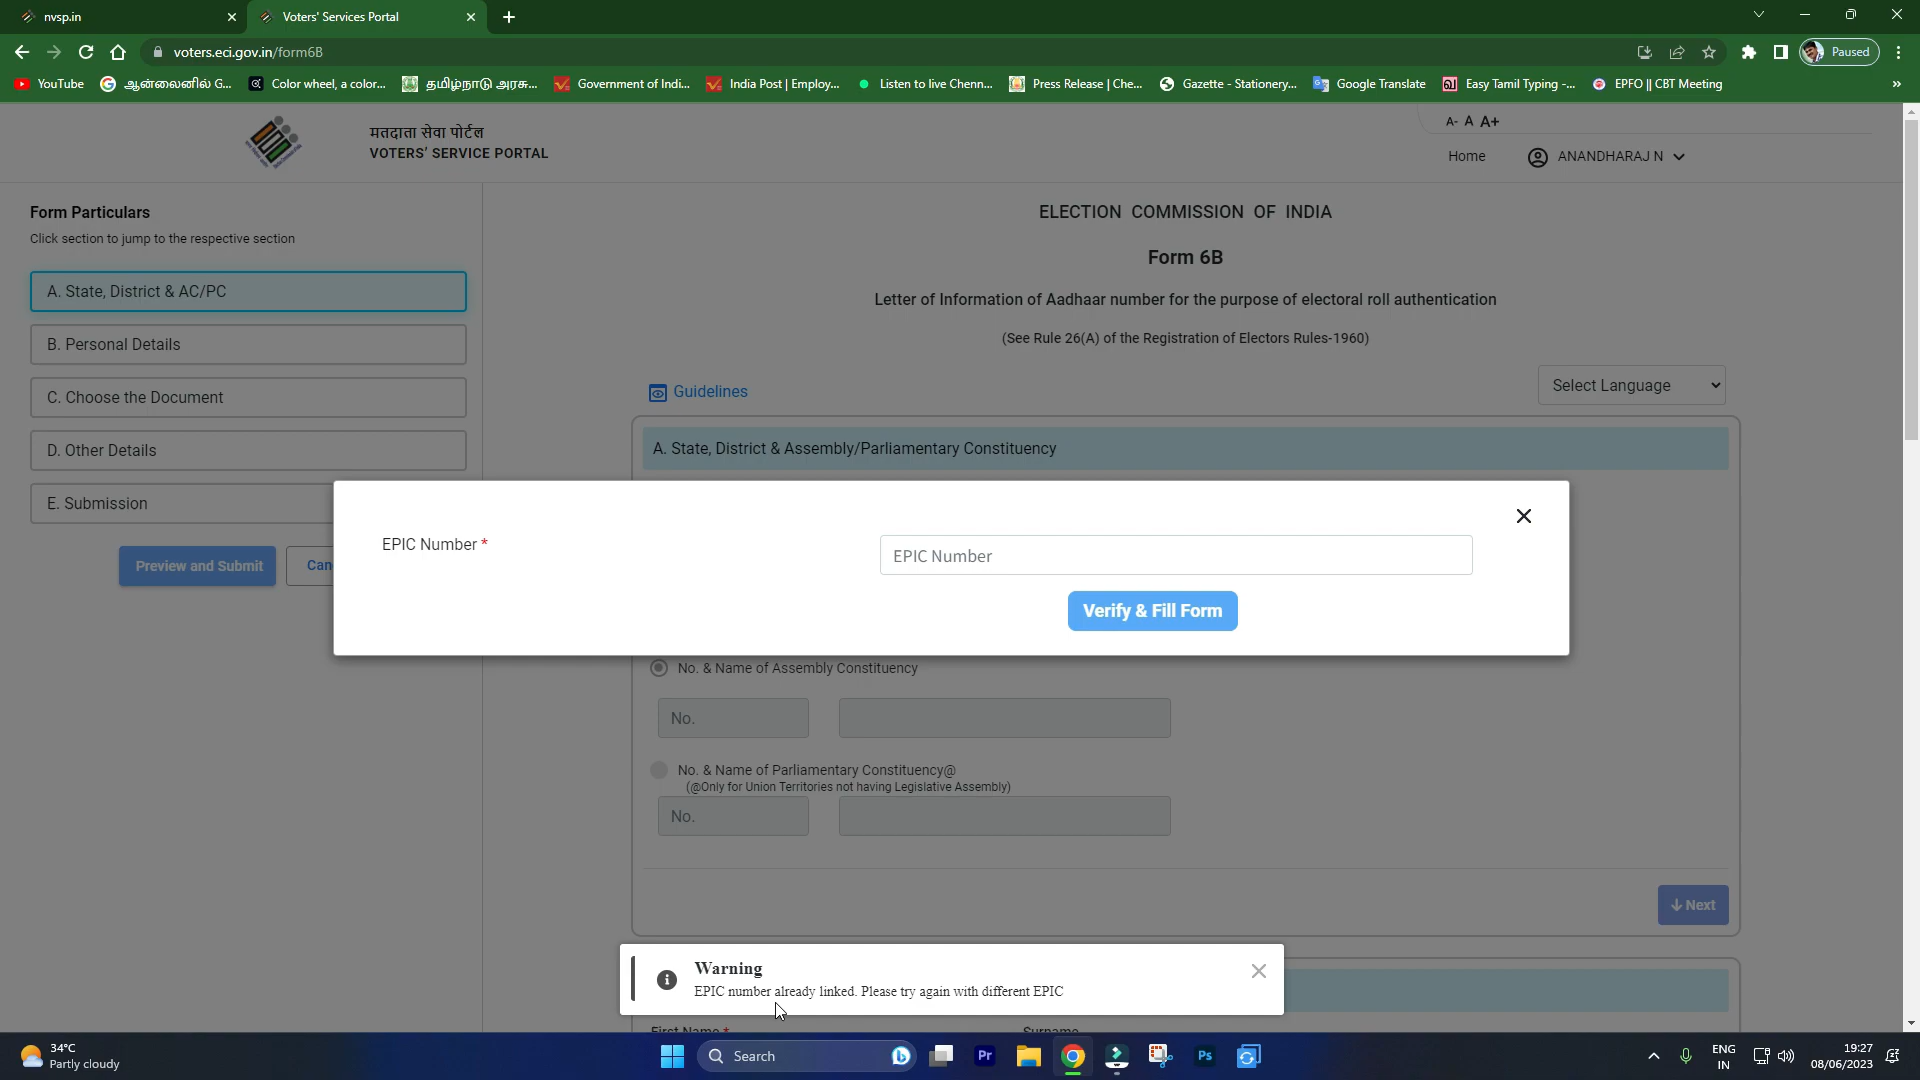 nvsp.in
Voters' Services Portal
voters.eci.gov.in/form6B
Paused
YouTube
ஆன்லைனில் G...
Color wheel, a color...
தமிழ்நாடு அரசு...
Government of Indi...
India Post | Employ...
Listen to live Chenn...
Press Release | Che...
Gazette - Stationery...
Google Translate
Easy Tamil Typing -...
EPFO || CBT Meeting
»
मतदाता सेवा पोर्टल
VOTERS' SERVICE PORTAL
A- A A+
Home
ANANDHARAJ N
Form Particulars
Click section to jump to the respective section
A. State, District & AC/PC
B. Personal Details
C. Choose the Document
D. Other Details
E. Submission
Preview and Submit
Can
ELECTION COMMISSION OF INDIA
Form 6B
Letter of Information of Aadhaar number for the purpose of electoral roll authentication
(See Rule 26(A) of the Registration of Electors Rules-1960)
Guidelines
Select Language
A. State, District & Assembly/Parliamentary Constituency
EPIC Number *
EPIC Number
Verify & Fill Form
No. & Name of Assembly Constituency
No.
No. & Name of Parliamentary Constituency@
(@Only for Union Territories not having Legislative Assembly)
No.
Next
Warning
EPIC number already linked. Please try again with different EPIC
First Name *
Surname
34°C
Partly cloudy
Search
Pr
Ps
ENG
IN
19:27
08/06/2023